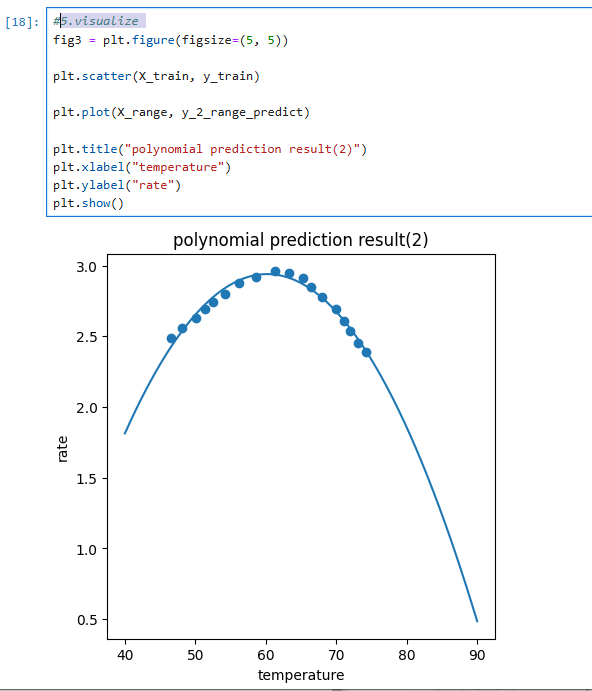 [18]: #5.visualize
fig3 = plt.figure(figsize=(5, 5))
plt.scatter(X_train, y_train)
plt.plot(X_range, y_2_range_predict)
plt.title("polynomial prediction result(2)")
plt.xlabel("temperature")
plt.ylabel("rate")
plt.show()
polynomial prediction result(2)
3.0
2.5
2.0
1.5
1.0
0.5
rate
40 50 60 70 80 90
temperature